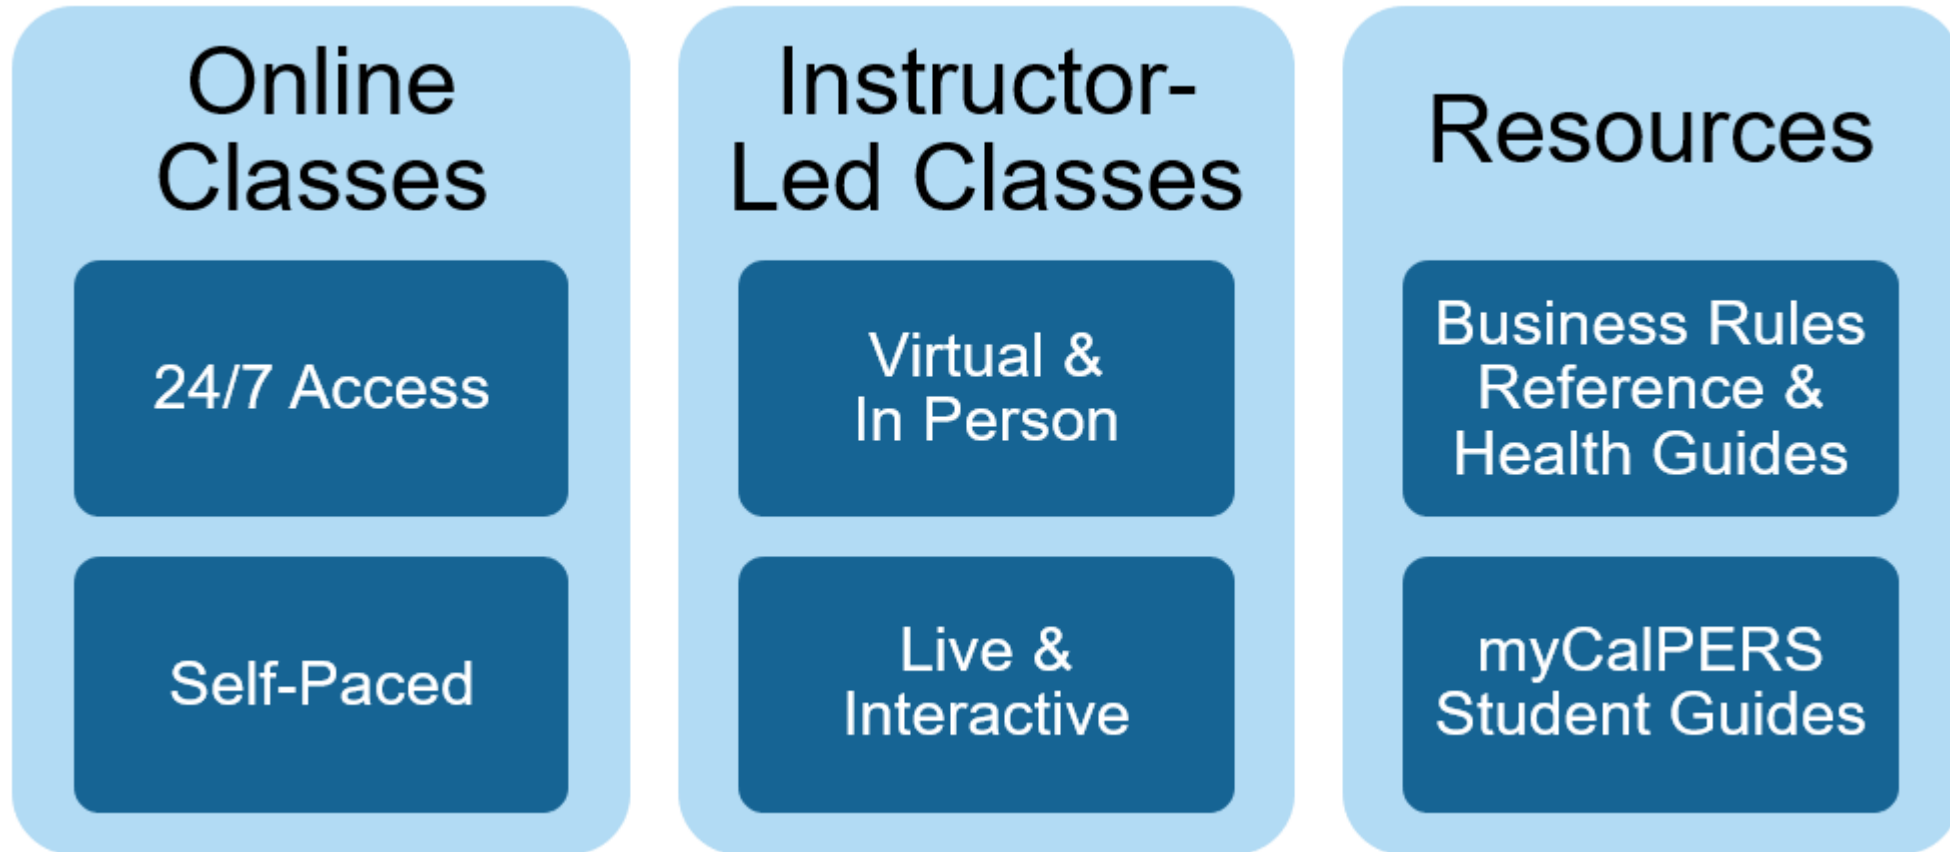 Online
Classes
24/7 Access
Self-Paced
Instructor-
Led Classes
Virtual &
In Person
Live &
Interactive
Resources
Business Rules
Reference &
Health Guides
myCalPERS
Student Guides